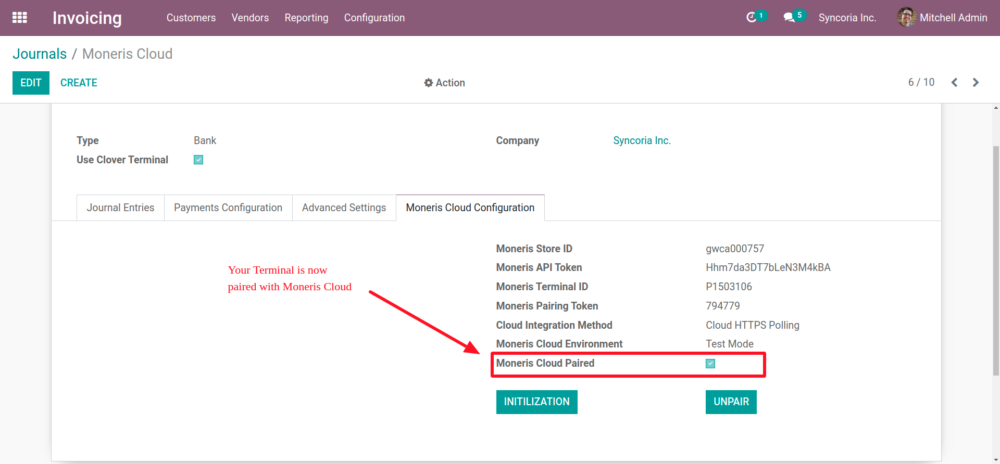 Invoicing
Customers Vendors Reporting Configuration
1 5 Syncoria Inc. Mitchell Admin
Journals / Moneris Cloud
EDIT CREATE Action 6 / 10
Type Bank Company Syncoria Inc.
Use Clover Terminal
Journal Entries Payments Configuration Advanced Settings Moneris Cloud Configuration
Your Terminal is now
paired with Moneris Cloud
Moneris Store ID gwca000757
Moneris API Token Hhm7da3DT7bLeN3M4kBA
Moneris Terminal ID P1503106
Moneris Pairing Token 794779
Cloud Integration Method Cloud HTTPS Polling
Moneris Cloud Environment Test Mode
Moneris Cloud Paired
INITILIZATION UNPAIR